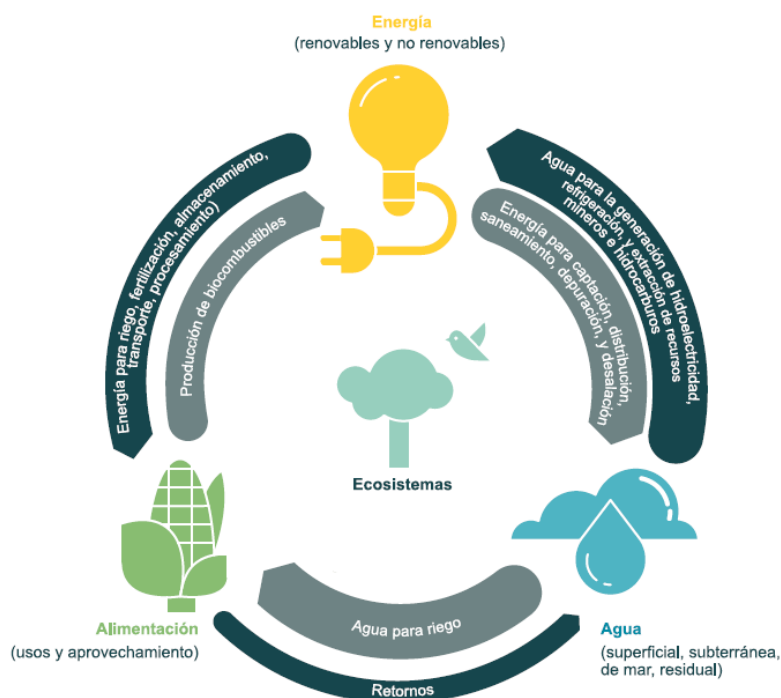 Energía
(renovables y no renovables)
Energía para riego, fertilización, almacenamiento,
transporte, procesamiento)
Producción de biocombustibles
Agua para la generación de hidroelectricidad,
refrigeración, y extracción de recursos
mineros e hidrocarburos
Energía para captación, distribución,
saneamiento, depuración, y desalación
Ecosistemas
Alimentación
(usos y aprovechamiento)
Agua para riego
Retornos
Agua
(superficial, subterránea,
de mar, residual)